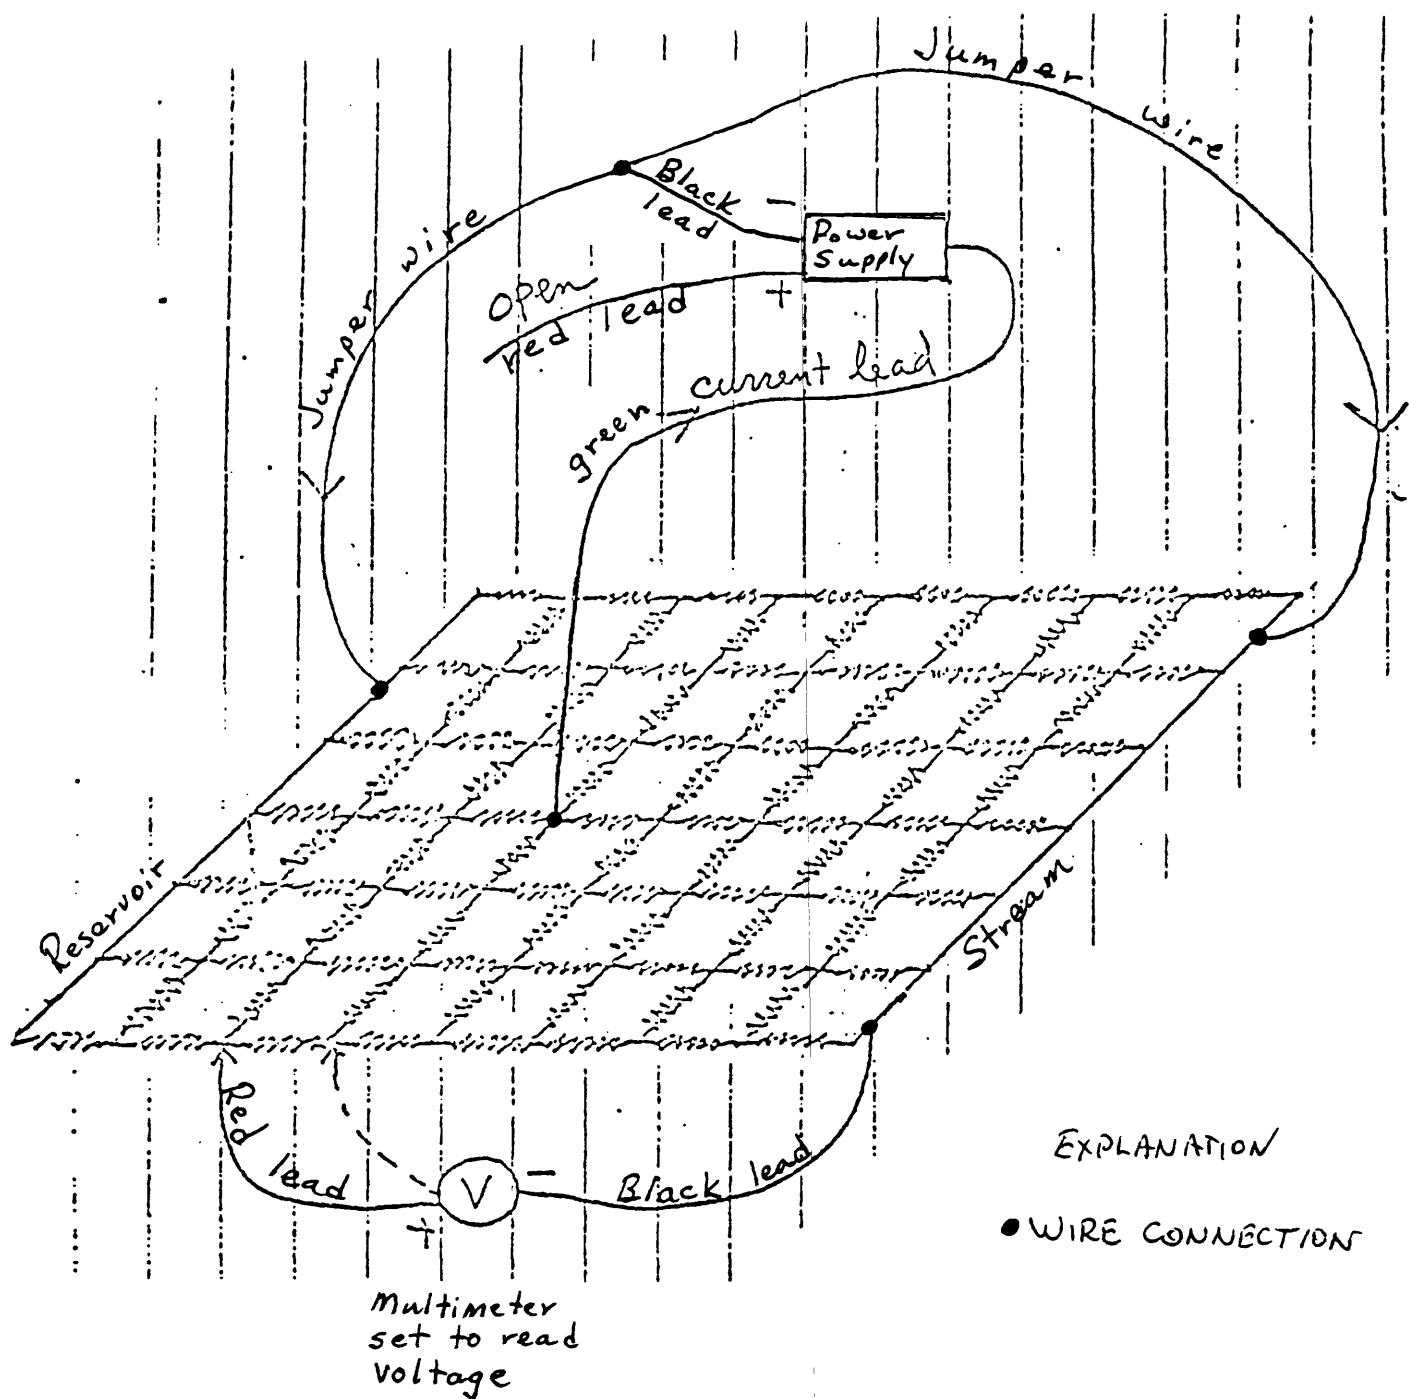 Jumper wire
Black lead
−
Power
Supply
Jumper wire
open
red lead
+
green current lead
Reservoir
Stream
Red lead
V
−
+
Black lead
EXPLANATION
● WIRE CONNECTION
Multimeter
set to read
voltage